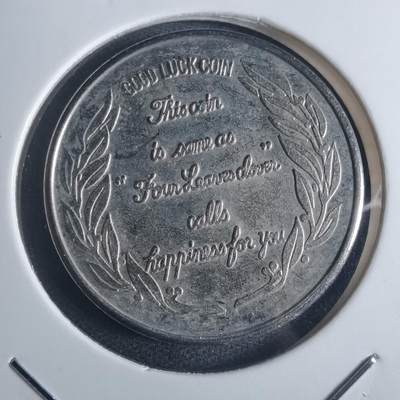 GOOD LUCK COIN
This coin
is same as
"Four Leaves clover"
calls
happiness for you